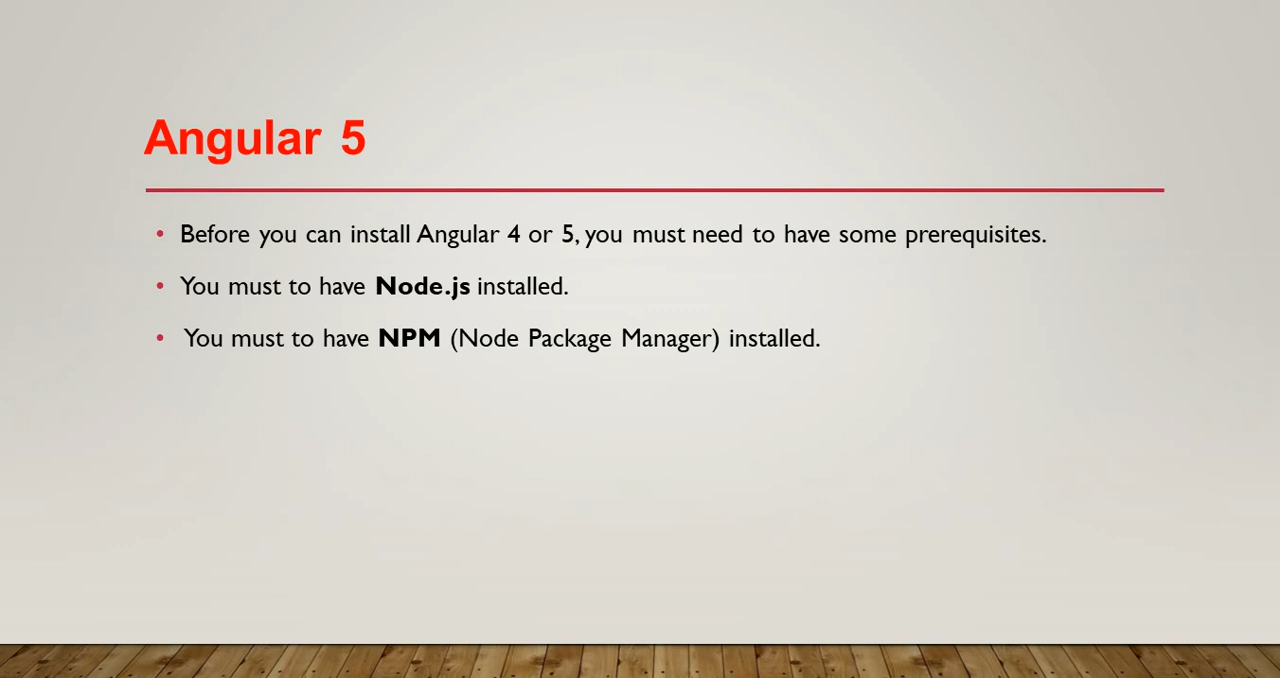 Angular 5
• Before you can install Angular 4 or 5, you must need to have some prerequisites.
• You must to have Node.js installed.
• You must to have NPM (Node Package Manager) installed.